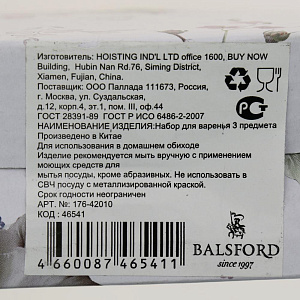 Изготовитель: HOISTING IND'L LTD office 1600, BUY NOW
Building, Hubin Nan Rd.76, Siming District,
Xiamen, Fujian, China.
Поставщик: ООО Паллада 111673, Россия,
г. Москва, ул. Суздальская,
д.12, корп.4, эт.1, пом. III, оф.44
ГОСТ 28391-89 ГОСТ Р ИСО 6486-2-2007
НАИМЕНОВАНИЕ ИЗДЕЛИЯ:Набор для варенья 3 предмета
Произведено в Китае
Для использования в домашнем обиходе
Изделие рекомендуется мыть вручную с применением
моющих средств для
мытья посуды, кроме абразивных. Не использовать в
СВЧ посуду с металлизированной краской.
Срок годности неограничен
Арт. 176-42010
КОД : 46541
4 660087 465411
BALSFORD
since 1997